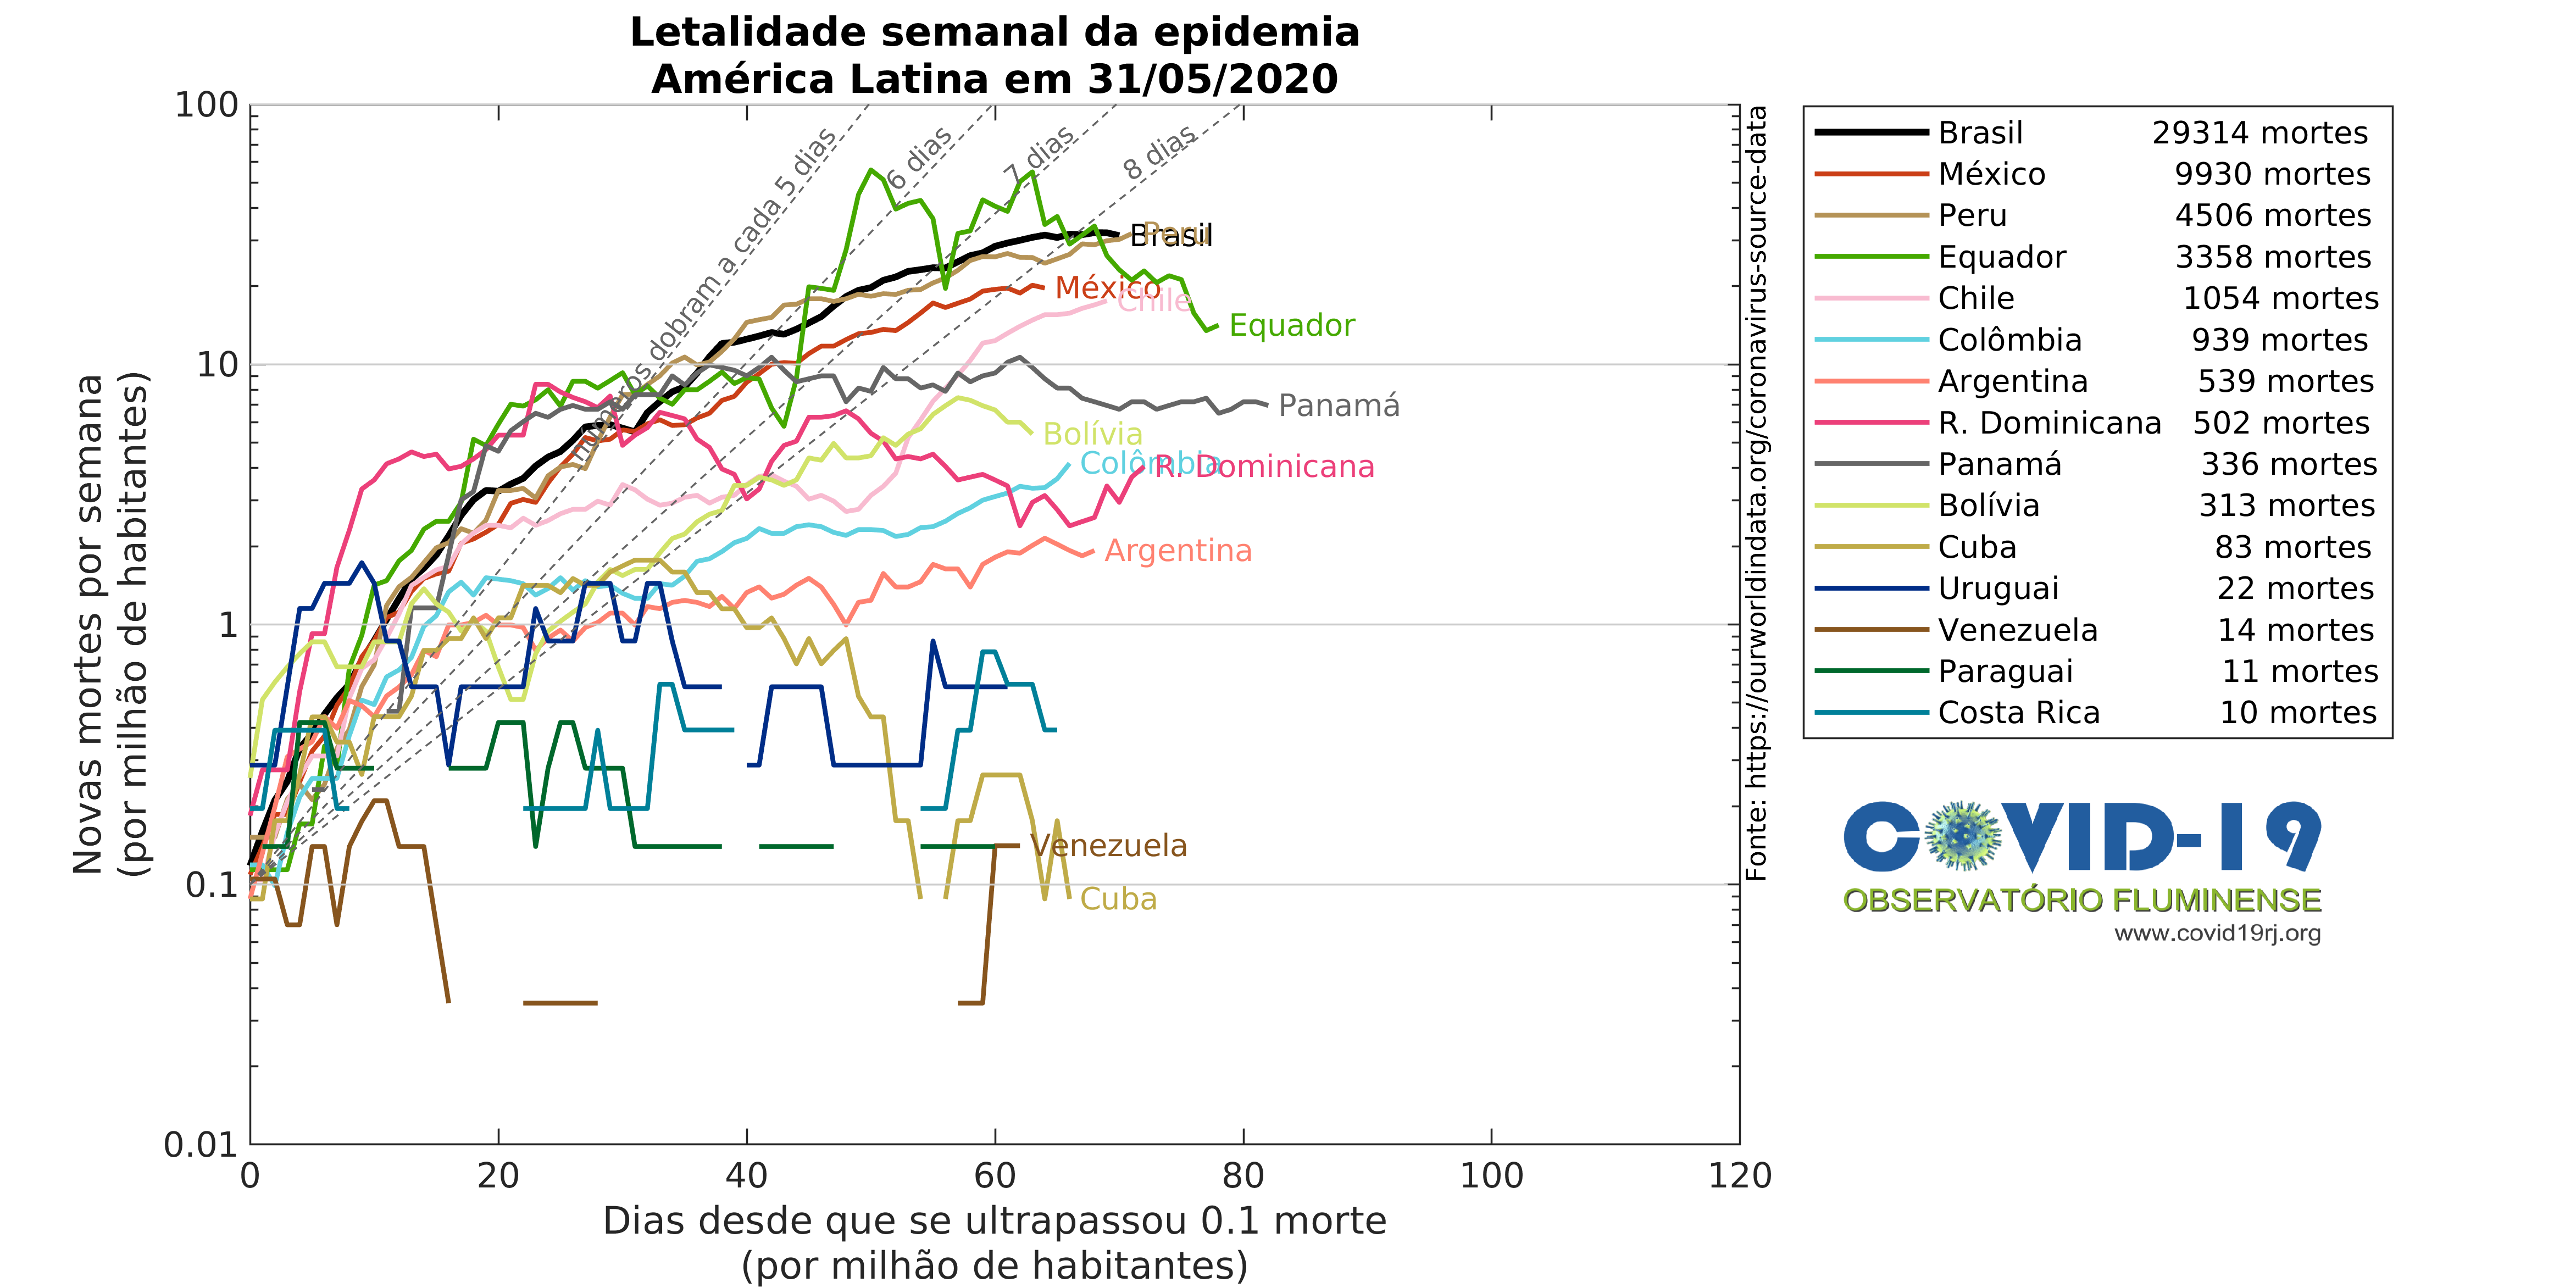 Letalidade semanal da epidemia
América Latina em 31/05/2020
Novas mortes por semana
(por milhão de habitantes)
100
10
1
0.1
0.01
0
20
40
60
80
100
120
Dias desde que se ultrapassou 0.1 morte
(por milhão de habitantes)
números dobram a cada 5 dias
6 dias
7 dias
8 dias
Brasil
Peru
México
Chile
Equador
Panamá
Bolívia
Colômbia
R. Dominicana
Argentina
Venezuela
Cuba
Fonte: https://ourworldindata.org/coronavirus-source-data
Brasil 29314 mortes
México 9930 mortes
Peru 4506 mortes
Equador 3358 mortes
Chile 1054 mortes
Colômbia 939 mortes
Argentina 539 mortes
R. Dominicana 502 mortes
Panamá 336 mortes
Bolívia 313 mortes
Cuba 83 mortes
Uruguai 22 mortes
Venezuela 14 mortes
Paraguai 11 mortes
Costa Rica 10 mortes
COVID-19
OBSERVATÓRIO FLUMINENSE
www.covid19rj.org